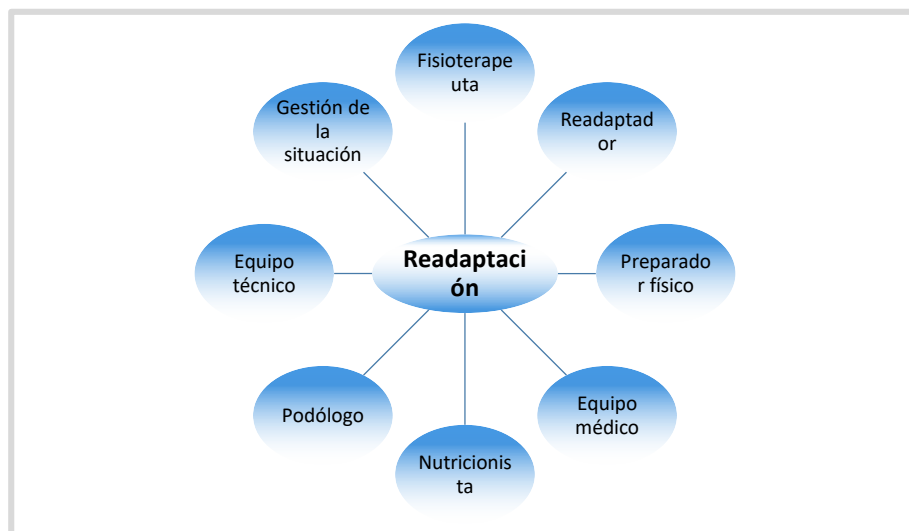 Fisioterape
uta
Gestión de
la
situación
Readaptad
or
Equipo
técnico
Readaptaci
ón
Preparado
r físico
Podólogo
Equipo
médico
Nutricionis
ta